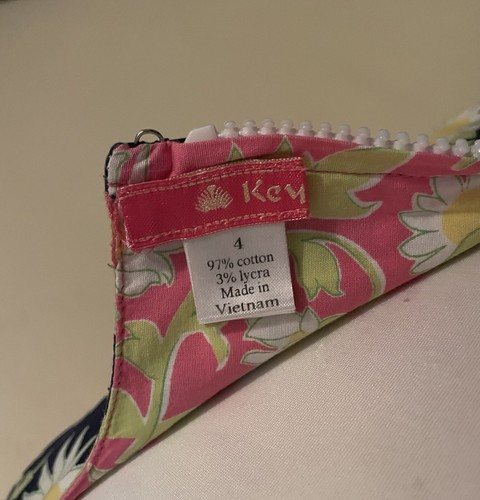 Key
4
97% cotton
3% lycra
Made in
Vietnam